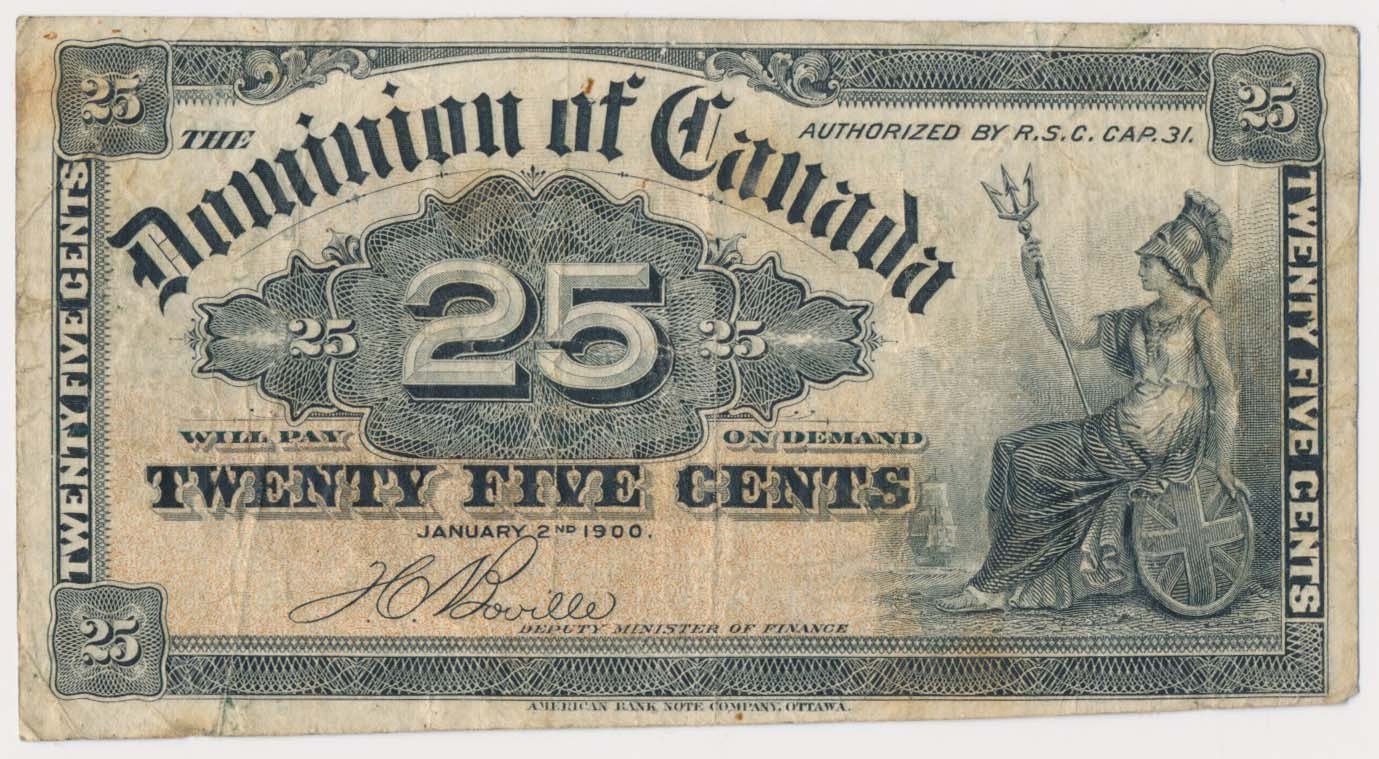 25
25
THE
Dominion of Canada
AUTHORIZED BY R.S.C. CAP. 31.
TWENTY FIVE CENTS
25
25
25
TWENTY FIVE CENTS
WILL PAY ON DEMAND
TWENTY FIVE CENTS
JANUARY 2ND 1900.
H.C. Boville
DEPUTY MINISTER OF FINANCE
25
AMERICAN BANK NOTE COMPANY, OTTAWA.